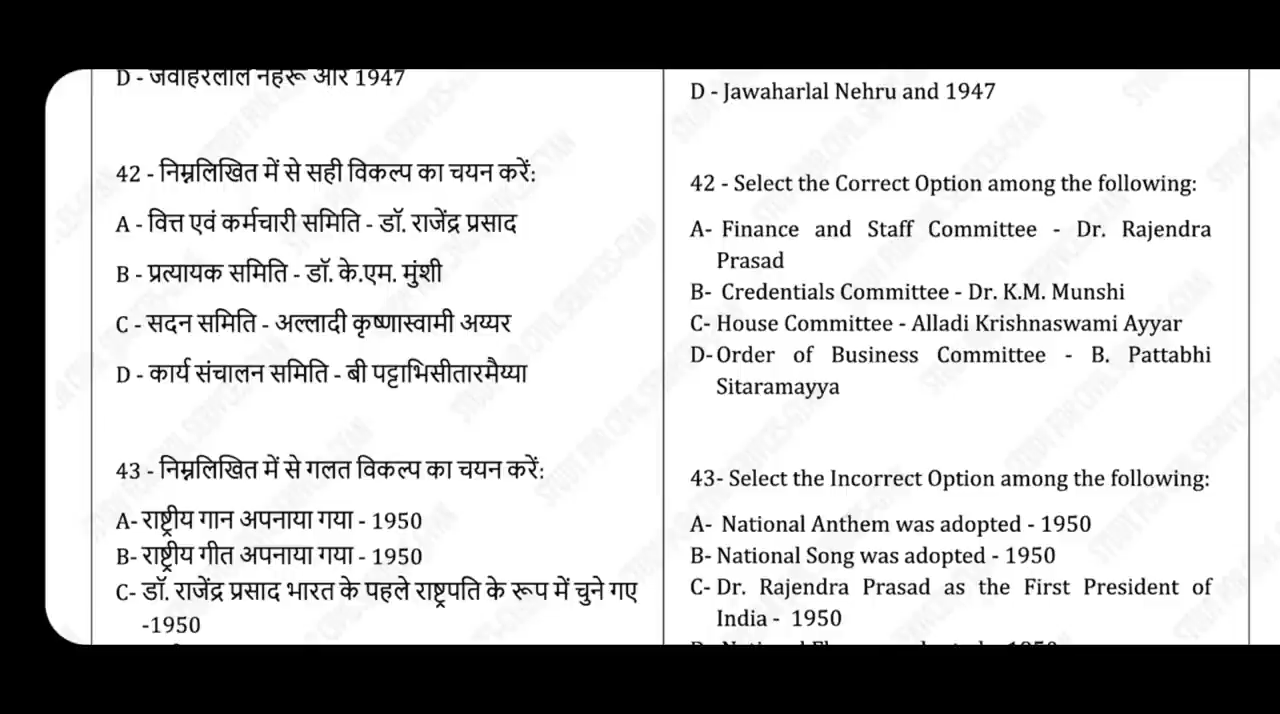 D - जवाहरलाल नेहरू और 1947
42 - निम्नलिखित में से सही विकल्प का चयन करें:
A - वित्त एवं कर्मचारी समिति - डॉ. राजेंद्र प्रसाद
B - प्रत्यायक समिति - डॉ. के.एम. मुंशी
C - सदन समिति - अल्लादी कृष्णास्वामी अय्यर
D - कार्य संचालन समिति - बी पट्टाभिसीतारमैय्या
43 - निम्नलिखित में से गलत विकल्प का चयन करें:
A- राष्ट्रीय गान अपनाया गया - 1950
B- राष्ट्रीय गीत अपनाया गया - 1950
C- डॉ. राजेंद्र प्रसाद भारत के पहले राष्ट्रपति के रूप में चुने गए
-1950
D - Jawaharlal Nehru and 1947
42 - Select the Correct Option among the following:
A- Finance and Staff Committee - Dr. Rajendra
Prasad
B- Credentials Committee - Dr. K.M. Munshi
C- House Committee - Alladi Krishnaswami Ayyar
D- Order of Business Committee - B. Pattabhi
Sitaramayya
43- Select the Incorrect Option among the following:
A- National Anthem was adopted - 1950
B- National Song was adopted - 1950
C- Dr. Rajendra Prasad as the First President of
India - 1950